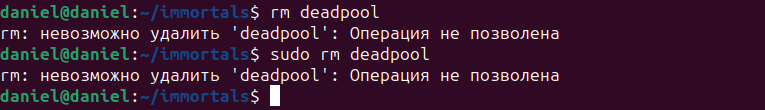 daniel@daniel:~/immortals$ rm deadpool
rm: невозможно удалить 'deadpool': Операция не позволена
daniel@daniel:~/immortals$ sudo rm deadpool
rm: невозможно удалить 'deadpool': Операция не позволена
daniel@daniel:~/immortals$